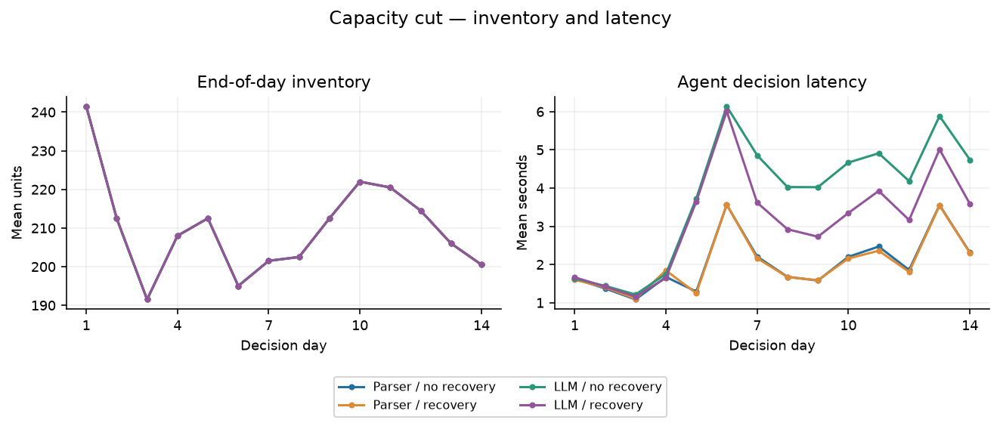 Capacity cut — inventory and latency
End-of-day inventory
Mean units
240
230
220
210
200
190
1 4 7 10 14
Decision day
Agent decision latency
Mean seconds
6
5
4
3
2
1
1 4 7 10 14
Decision day
Parser / no recovery
Parser / recovery
LLM / no recovery
LLM / recovery